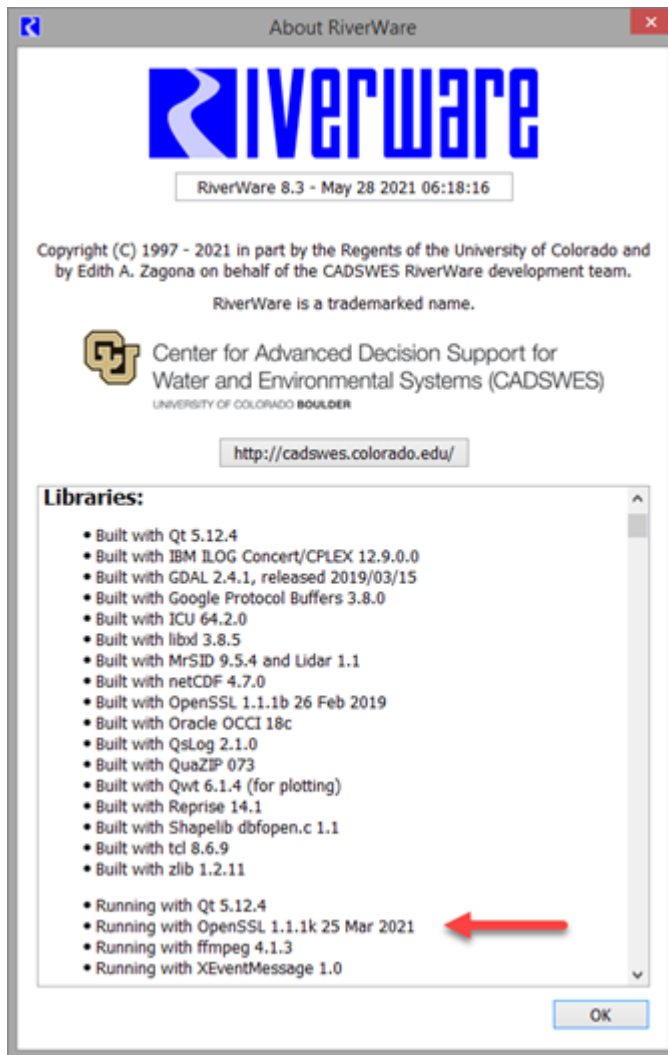 About RiverWare
RIVERWARE
RiverWare 8.3 - May 28 2021 06:18:16
Copyright (C) 1997 - 2021 in part by the Regents of the University of Colorado and
by Edith A. Zagona on behalf of the CADSWES RiverWare development team.
RiverWare is a trademarked name.
CU
Center for Advanced Decision Support for
Water and Environmental Systems (CADSWES)
UNIVERSITY OF COLORADO BOULDER
http://cadswes.colorado.edu/
Libraries:
• Built with Qt 5.12.4
• Built with IBM ILOG Concert/CPLEX 12.9.0.0
• Built with GDAL 2.4.1, released 2019/03/15
• Built with Google Protocol Buffers 3.8.0
• Built with ICU 64.2.0
• Built with libxl 3.8.5
• Built with MrSID 9.5.4 and Lidar 1.1
• Built with netCDF 4.7.0
• Built with OpenSSL 1.1.1b 26 Feb 2019
• Built with Oracle OCCI 18c
• Built with QsLog 2.1.0
• Built with QuaZIP 073
• Built with Qwt 6.1.4 (for plotting)
• Built with Reprise 14.1
• Built with Shapelib dbfopen.c 1.1
• Built with tcl 8.6.9
• Built with zlib 1.2.11
• Running with Qt 5.12.4
• Running with OpenSSL 1.1.1k 25 Mar 2021
• Running with ffmpeg 4.1.3
• Running with XEventMessage 1.0
OK